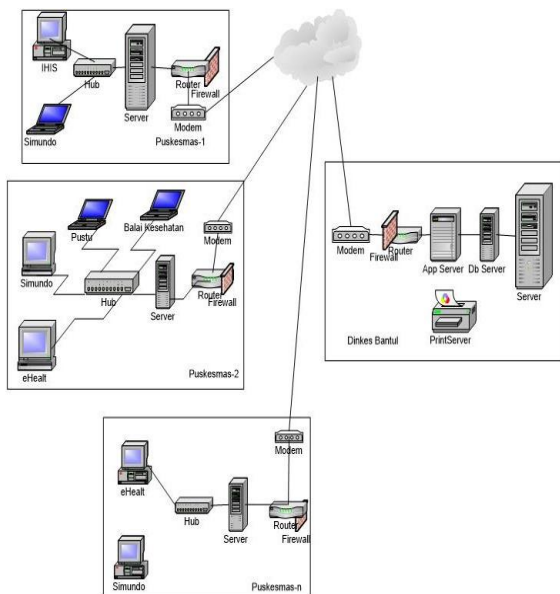 IHIS
Hub
Server
Router
Firewall
Modem
Simundo
Puskesmas-1
Pustu
Balai Kesehatan
Modem
Simundo
Hub
Server
Router
Firewall
eHealt
Puskesmas-2
Modem
Firewall
Router
App Server
Db Server
Server
Dinkes Bantul
PrintServer
Modem
eHealt
Hub
Server
Router
Firewall
Simundo
Puskesmas-n